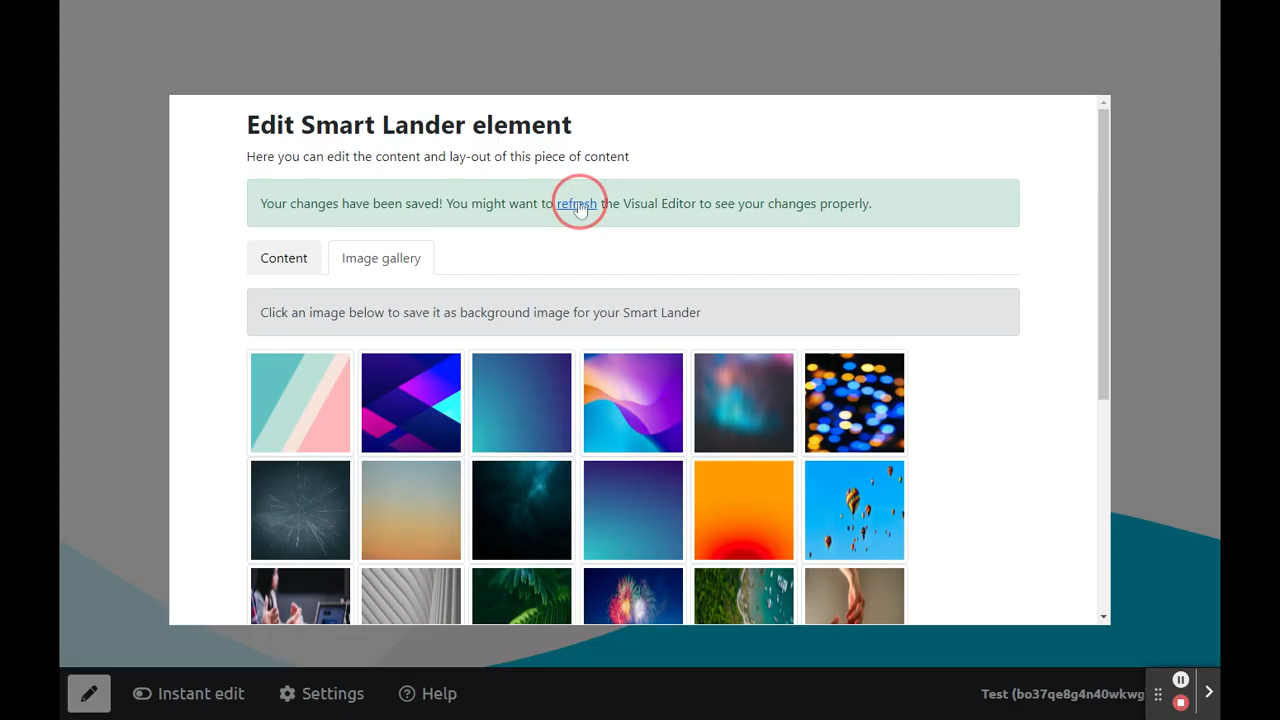 Edit Smart Lander element
Here you can edit the content and lay-out of this piece of content
Your changes have been saved! You might want to refresh the Visual Editor to see your changes properly.
Content
Image gallery
Click an image below to save it as background image for your Smart Lander
Instant edit
Settings
Help
Test (bo37qe8g4n40wkwg